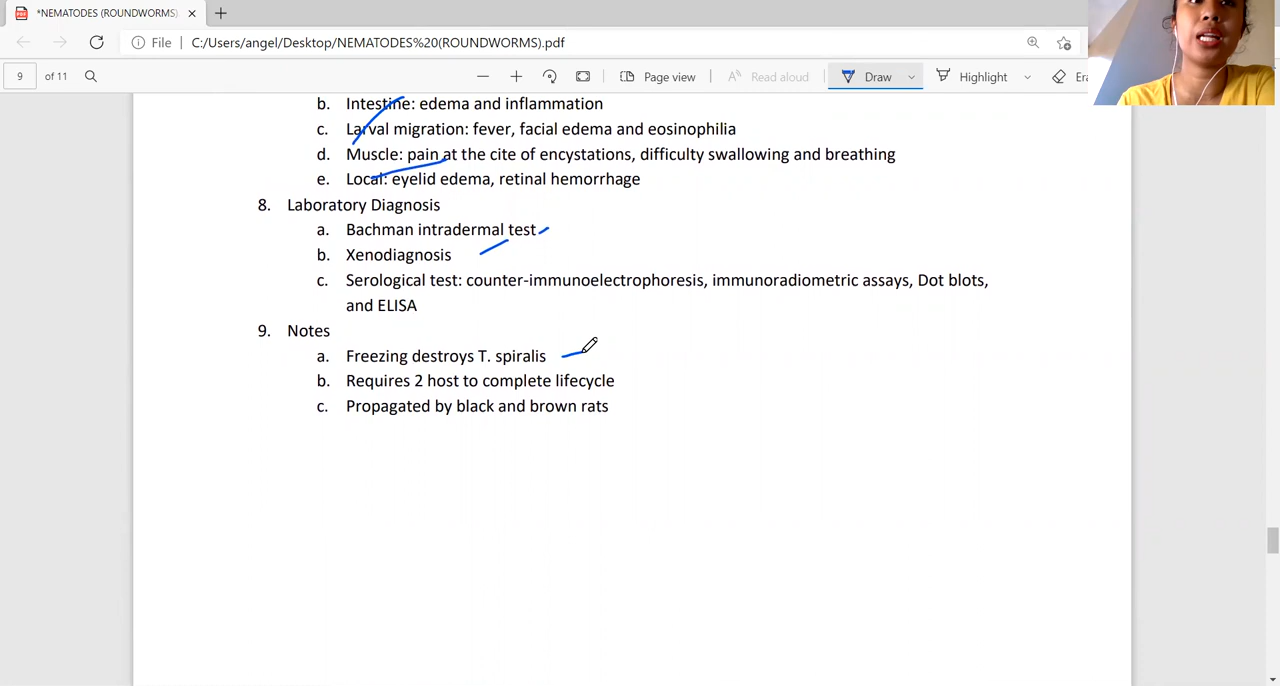 *NEMATODES (ROUNDWORMS)
File C:/Users/angel/Desktop/NEMATODES%20(ROUNDWORMS).pdf
9 of 11 Page view Read aloud Draw Highlight Era
b. Intestine: edema and inflammation
c. Larval migration: fever, facial edema and eosinophilia
d. Muscle: pain at the cite of encystations, difficulty swallowing and breathing
e. Local: eyelid edema, retinal hemorrhage
8. Laboratory Diagnosis
a. Bachman intradermal test
b. Xenodiagnosis
c. Serological test: counter-immunoelectrophoresis, immunoradiometric assays, Dot blots,
and ELISA
9. Notes
a. Freezing destroys T. spiralis
b. Requires 2 host to complete lifecycle
c. Propagated by black and brown rats